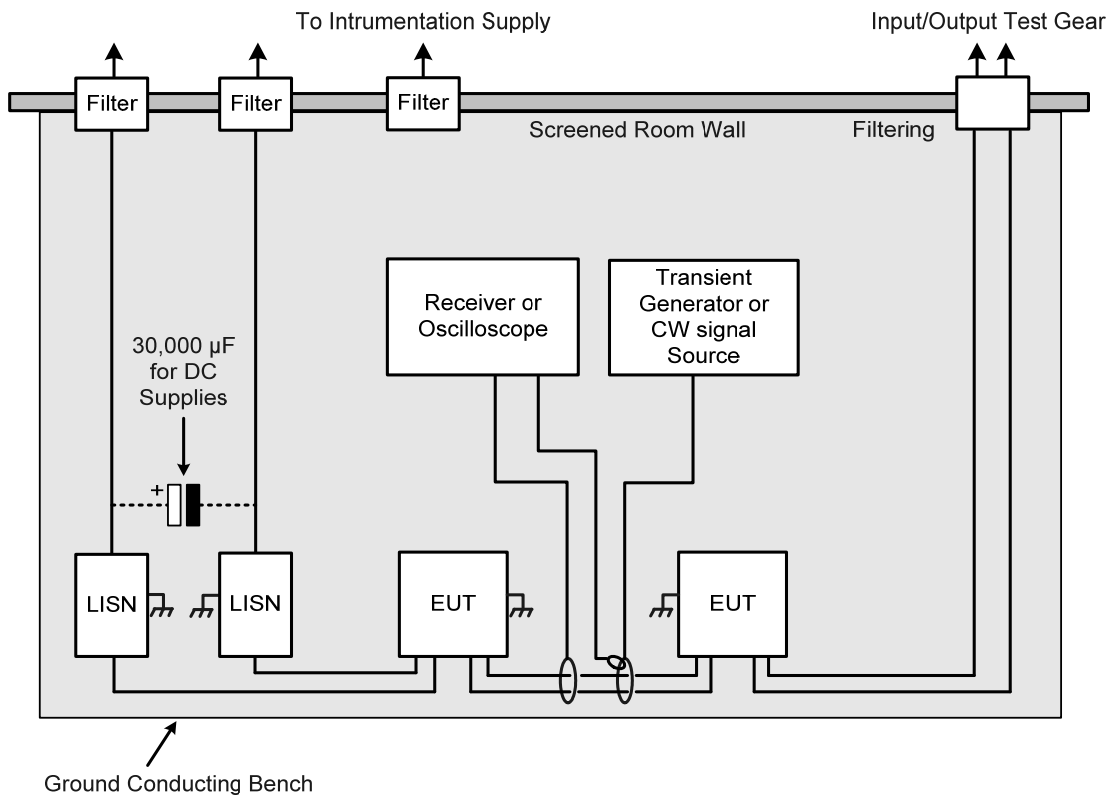 To Intrumentation Supply
Input/Output Test Gear
Filter
Filter
Filter
Screened Room Wall
Filtering
Receiver or
Oscilloscope
Transient
Generator or
CW signal
Source
30,000 µF
for DC
Supplies
+
LISN
LISN
EUT
EUT
Ground Conducting Bench